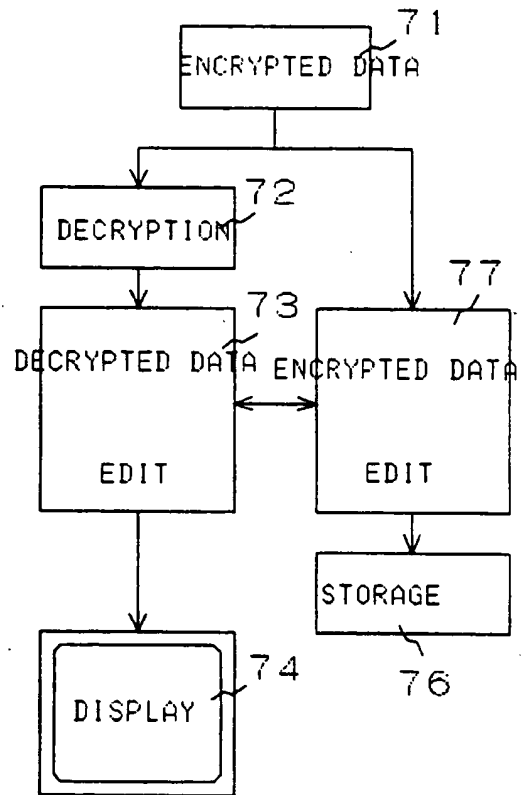 71
ENCRYPTED DATA
72
DECRYPTION
73
DECRYPTED DATA
EDIT
77
ENCRYPTED DATA
EDIT
STORAGE
76
74
DISPLAY